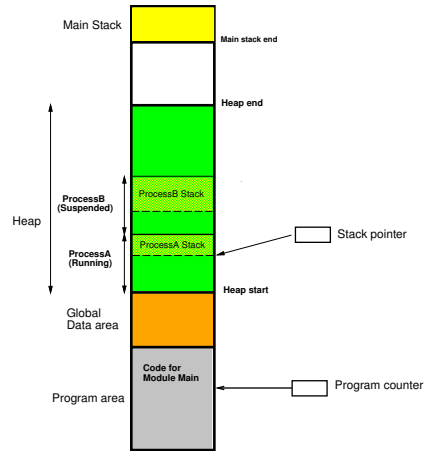 Main Stack
Main stack end
Heap end
ProcessB
(Suspended)
ProcessB Stack
Heap
ProcessA
(Running)
ProcessA Stack
Stack pointer
Heap start
Global
Data area
Code for
Module Main
Program area
Program counter